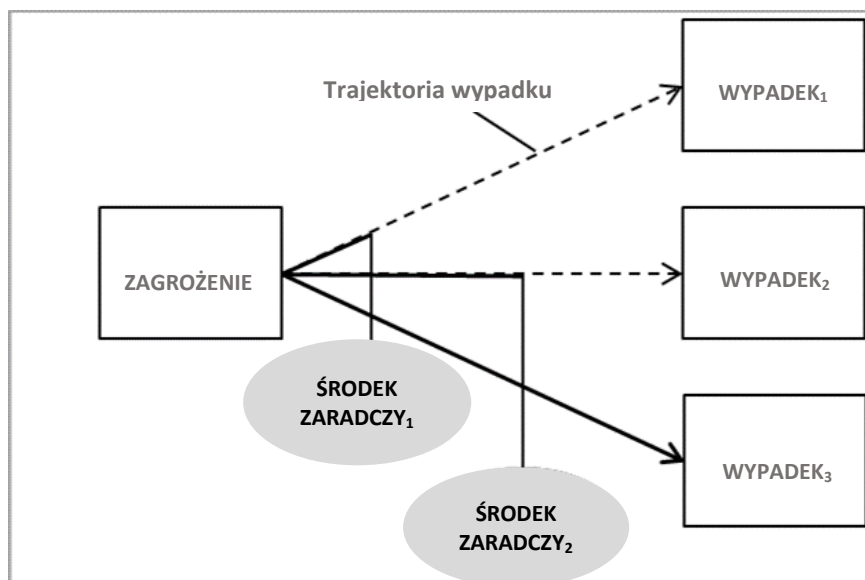 Trajektoria wypadku
WYPADEK₁
ZAGROŻENIE
WYPADEK₂
ŚRODEK
ZARADCZY₁
WYPADEK₃
ŚRODEK
ZARADCZY₂